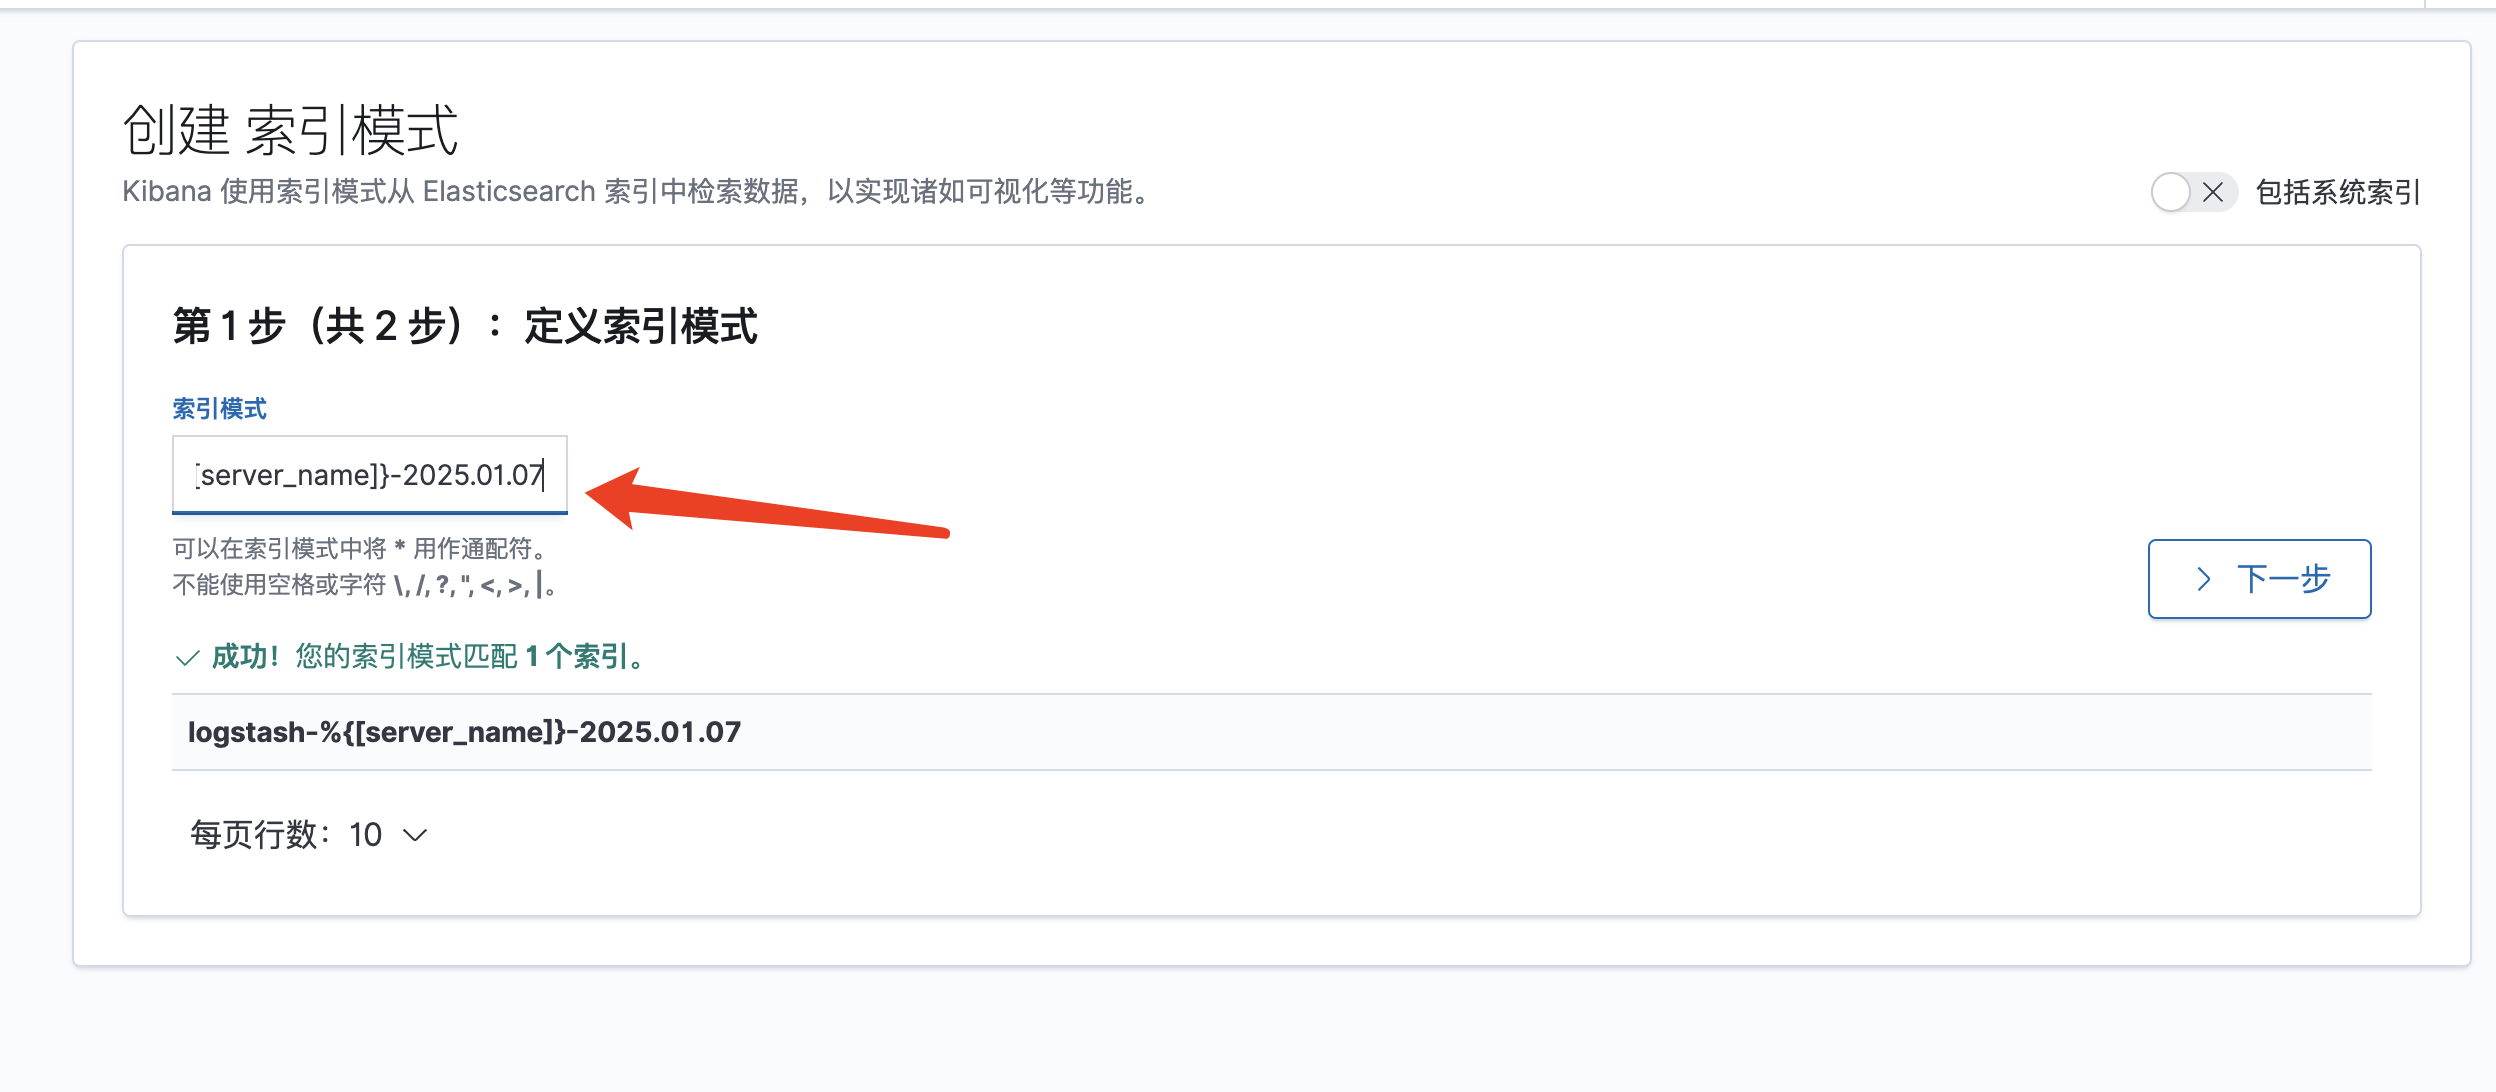 创建 索引模式
Kibana 使用索引模式从 Elasticsearch 索引中检索数据，以实现诸如可视化等功能。
包括系统索引
第 1 步（共 2 步）：定义索引模式
索引模式
[server_name]}-2025.01.07
可以在索引模式中将 * 用作通配符。
不能使用空格或字符 \, /, ?, ", <, >, |。
下一步
成功！您的索引模式匹配 1 个索引。
logstash-%{[server_name]}-2025.01.07
每页行数：10